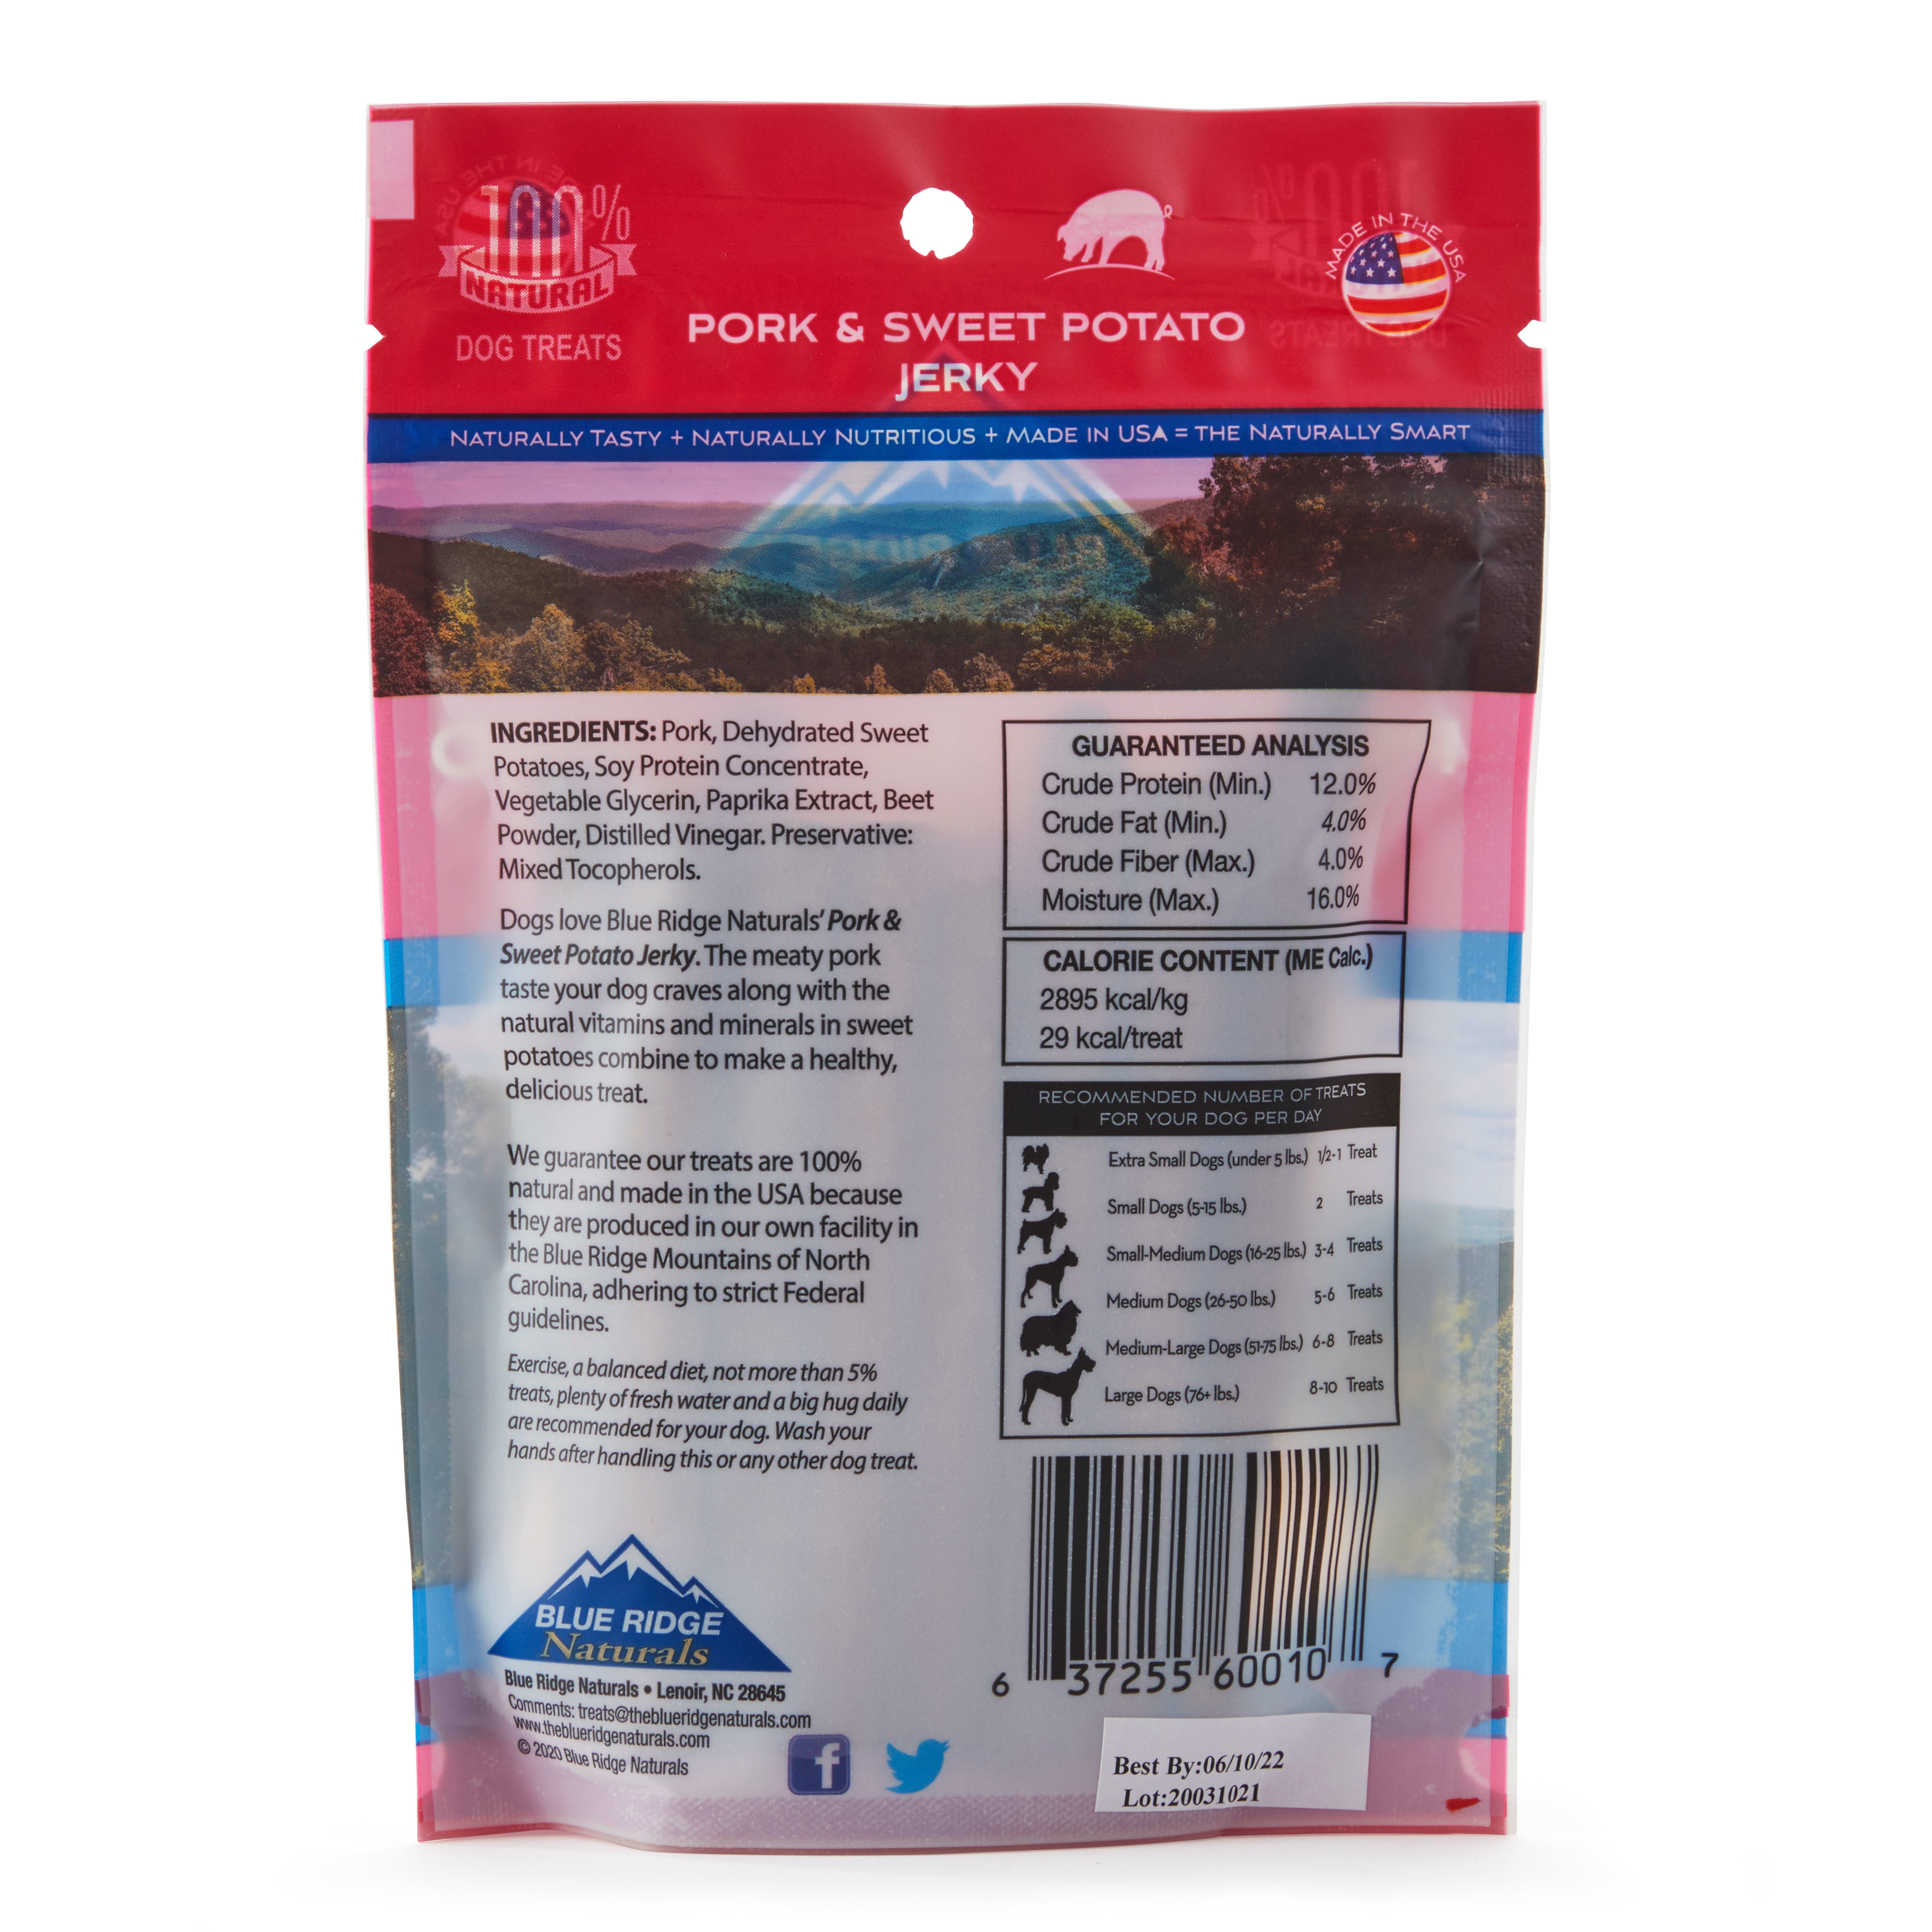 100%
NATURAL
DOG TREATS
MADE IN THE USA
PORK & SWEET POTATO
JERKY
NATURALLY TASTY + NATURALLY NUTRITIOUS + MADE IN USA = THE NATURALLY SMART
INGREDIENTS: Pork, Dehydrated Sweet
Potatoes, Soy Protein Concentrate,
Vegetable Glycerin, Paprika Extract, Beet
Powder, Distilled Vinegar. Preservative:
Mixed Tocopherols.
Dogs love Blue Ridge Naturals' Pork &
Sweet Potato Jerky. The meaty pork
taste your dog craves along with the
natural vitamins and minerals in sweet
potatoes combine to make a healthy,
delicious treat.
We guarantee our treats are 100%
natural and made in the USA because
they are produced in our own facility in
the Blue Ridge Mountains of North
Carolina, adhering to strict Federal
guidelines.
Exercise, a balanced diet, not more than 5%
treats, plenty of fresh water and a big hug daily
are recommended for your dog. Wash your
hands after handling this or any other dog treat.
BLUE RIDGE
Naturals
Blue Ridge Naturals • Lenoir, NC 28645
Comments: treats@theblueridgenaturals.com
www.theblueridgenaturals.com
© 2020 Blue Ridge Naturals
f
GUARANTEED ANALYSIS
Crude Protein (Min.) 12.0%
Crude Fat (Min.) 4.0%
Crude Fiber (Max.) 4.0%
Moisture (Max.) 16.0%
CALORIE CONTENT (ME Calc.)
2895 kcal/kg
29 kcal/treat
RECOMMENDED NUMBER OF TREATS
FOR YOUR DOG PER DAY
Extra Small Dogs (under 5 lbs.) 1/2-1 Treat
Small Dogs (5-15 lbs.) 2 Treats
Small-Medium Dogs (16-25 lbs.) 3-4 Treats
Medium Dogs (26-50 lbs.) 5-6 Treats
Medium-Large Dogs (51-75 lbs.) 6-8 Treats
Large Dogs (76+ lbs.) 8-10 Treats
6 37255 60010 7
Best By:06/10/22
Lot:20031021